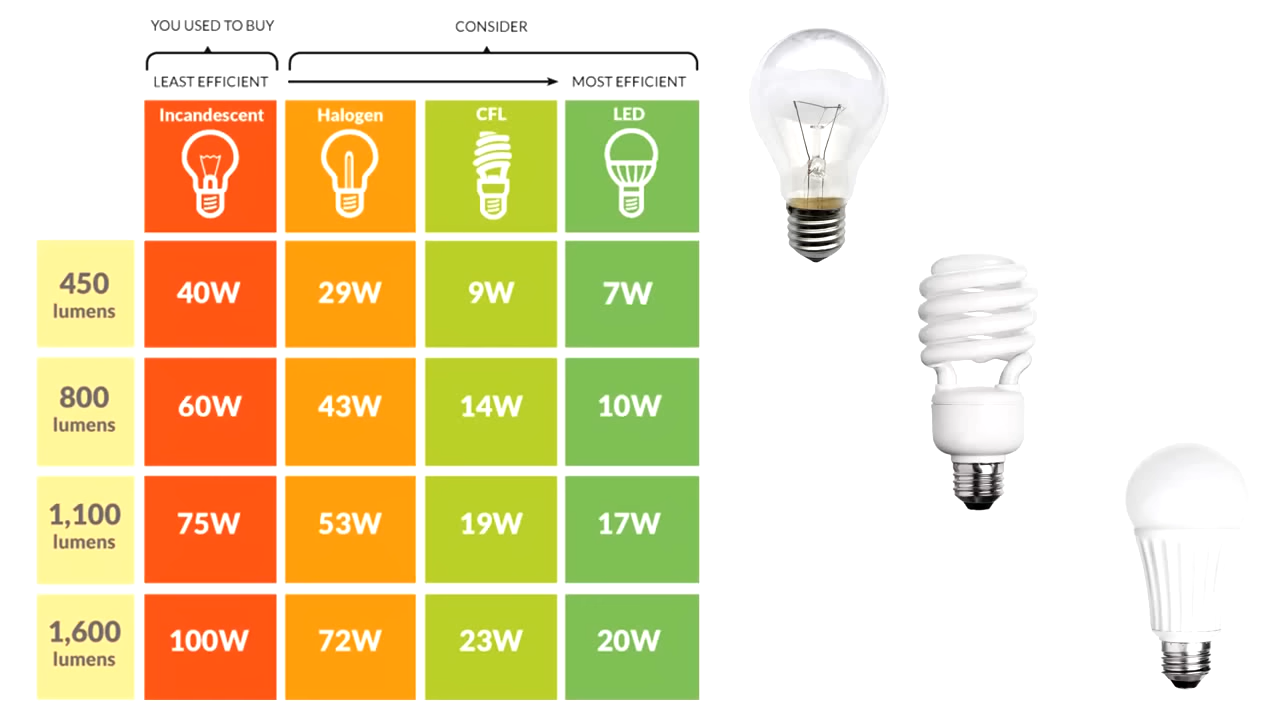 YOU USED TO BUY
CONSIDER
LEAST EFFICIENT
MOST EFFICIENT
Incandescent
Halogen
CFL
LED
450
lumens
40W
29W
9W
7W
800
lumens
60W
43W
14W
10W
1,100
lumens
75W
53W
19W
17W
1,600
lumens
100W
72W
23W
20W